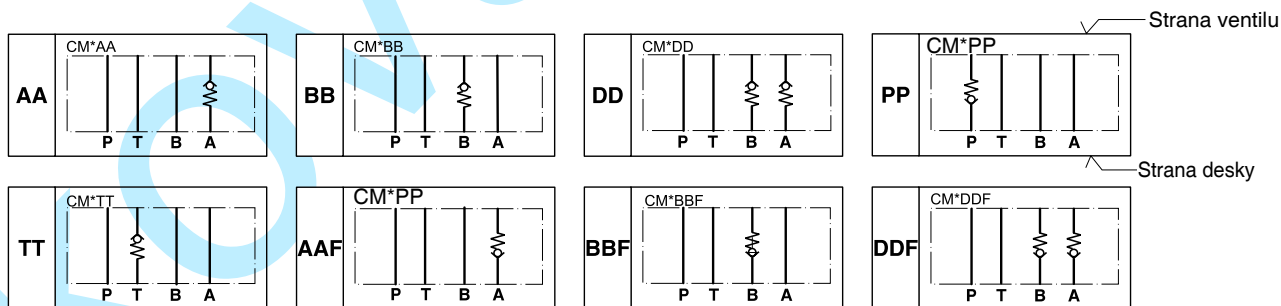 Strana ventilu
AA CM*AA
P T B A
BB CM*BB
P T B A
DD CM*DD
P T B A
PP CM*PP
P T B A
Strana desky
TT CM*TT
P T B A
AAF CM*PP
P T B A
BBF CM*BBF
P T B A
DDF CM*DDF
P T B A